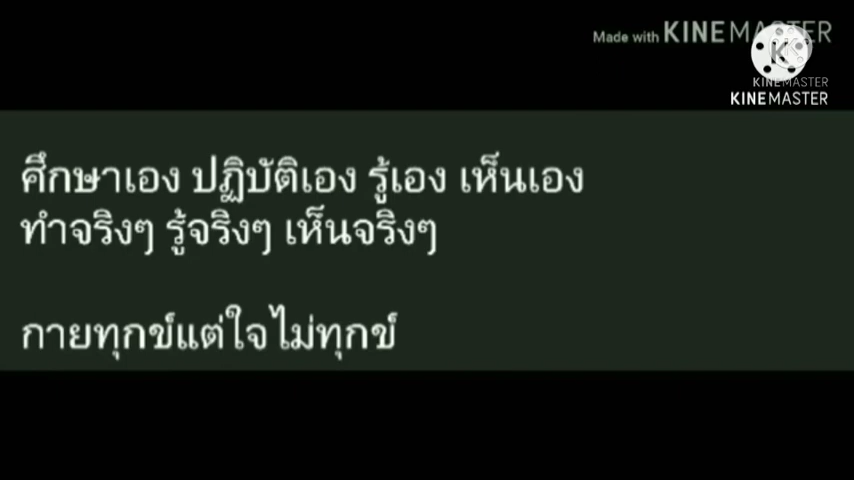 Made with KINEMASTER
KINEMASTER
KINEMASTER
ศึกษาเอง ปฏิบัติเอง รู้เอง เห็นเอง
ทำจริงๆ รู้จริงๆ เห็นจริงๆ
กายทุกข์แต่ใจไม่ทุกข์